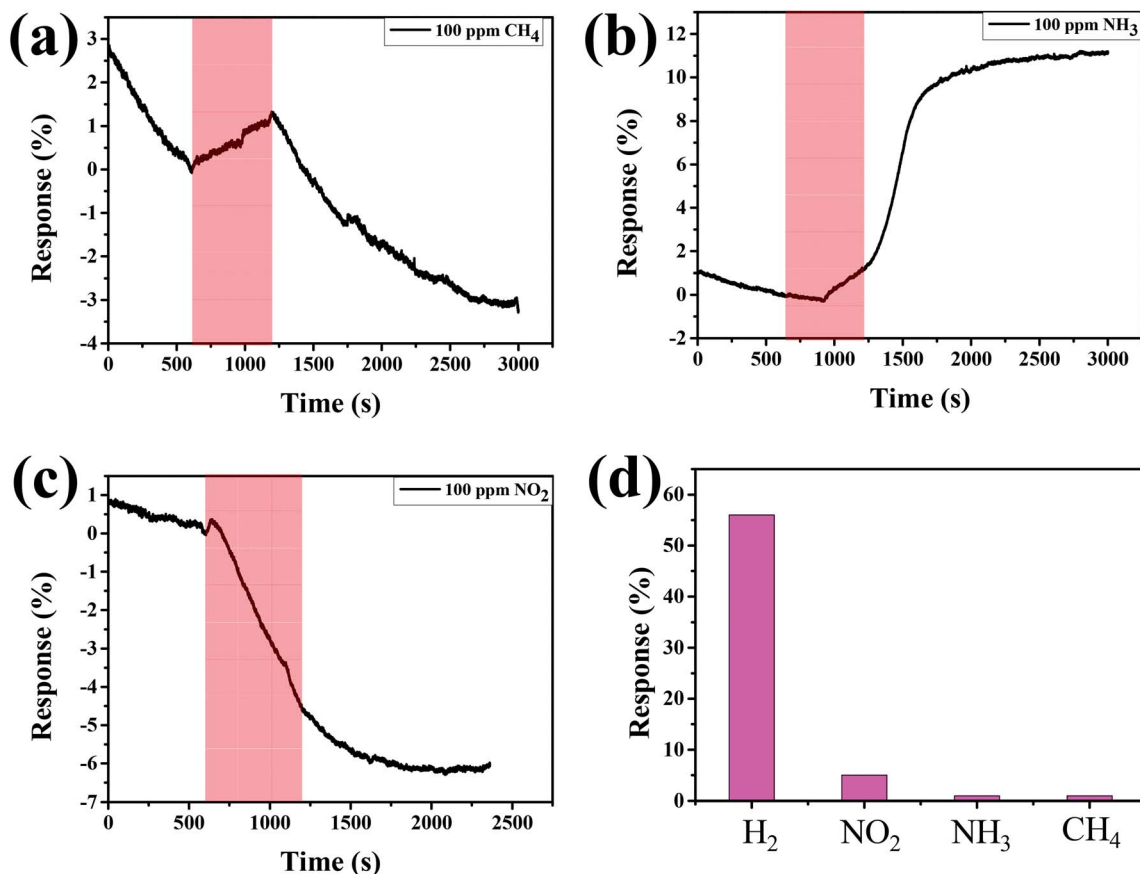 (a)
100 ppm CH₄
3
2
1
0
-1
-2
-3
-4
Response (%)
0 500 1000 1500 2000 2500 3000
Time (s)
(b)
100 ppm NH₃
12
10
8
6
4
2
0
-2
Response (%)
0 500 1000 1500 2000 2500 3000
Time (s)
(c)
100 ppm NO₂
1
0
-1
-2
-3
-4
-5
-6
-7
Response (%)
0 500 1000 1500 2000 2500
Time (s)
(d)
60
50
40
30
20
10
0
Response (%)
H₂ NO₂ NH₃ CH₄